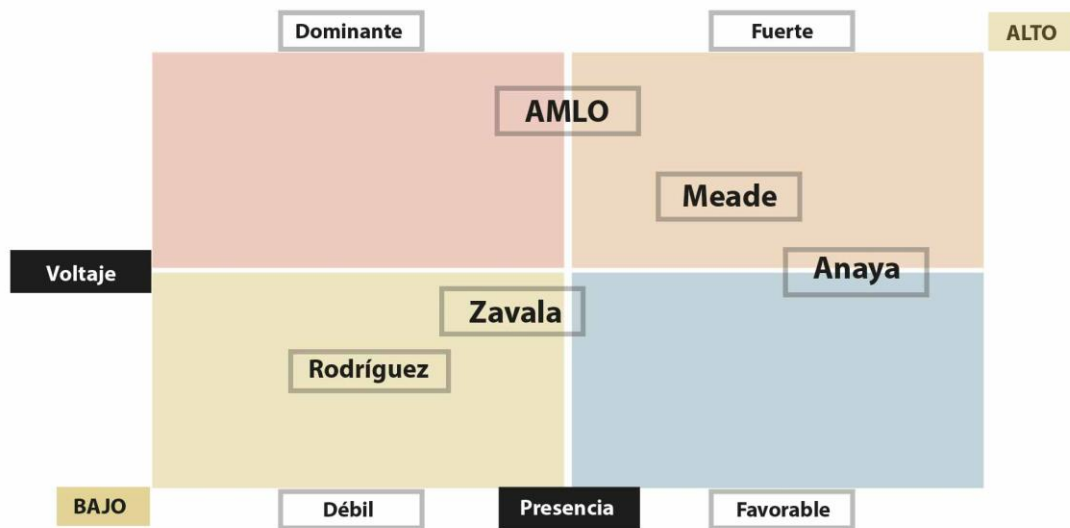 Dominante
Fuerte
ALTO
AMLO
Meade
Anaya
Voltaje
Zavala
Rodríguez
BAJO
Débil
Presencia
Favorable